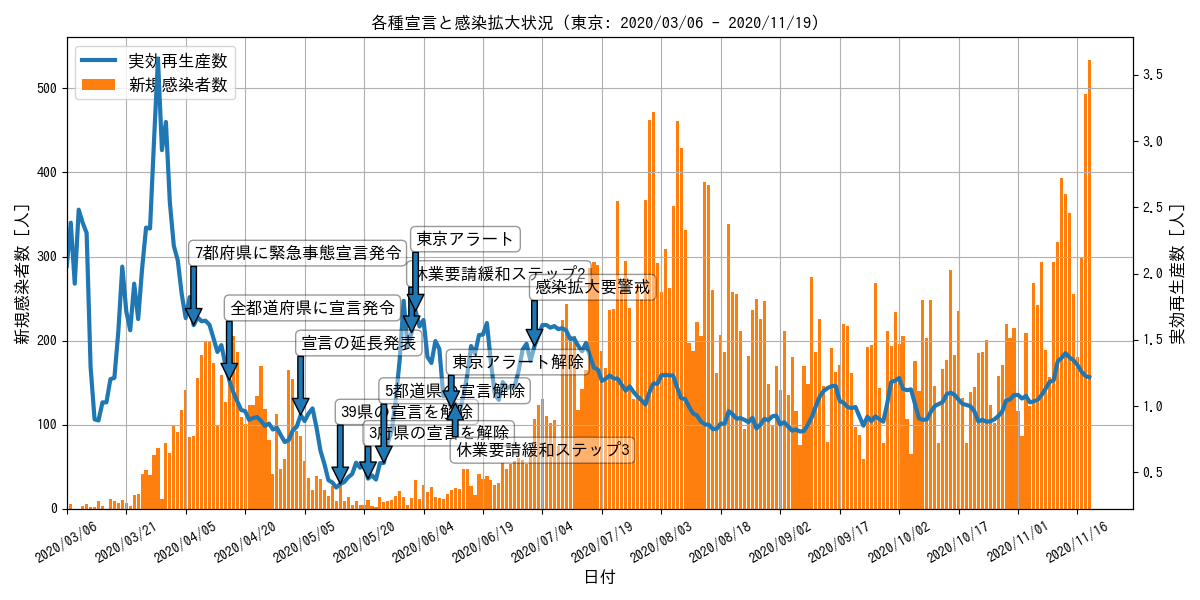 各種宣言と感染拡大状況 (東京: 2020/03/06 - 2020/11/19)
実効再生産数
新規感染者数
新規感染者数 [人]
500
400
300
200
100
0
3.5
3.0
2.5
2.0
1.5
1.0
0.5
実効再生産数 [人]
東京アラート
7都府県に緊急事態宣言発令
休業要請緩和ステップ2
感染拡大要警戒
全都道府県に宣言発令
宣言の延長発表
東京アラート解除
5都道県の宣言解除
39県の宣言を解除
3府県の宣言を解除
休業要請緩和ステップ3
2020/03/06
2020/03/21
2020/04/05
2020/04/20
2020/05/05
2020/05/20
2020/06/04
2020/06/19
2020/07/04
2020/07/19
2020/08/03
2020/08/18
2020/09/02
2020/09/17
2020/10/02
2020/10/17
2020/11/01
2020/11/16
日付